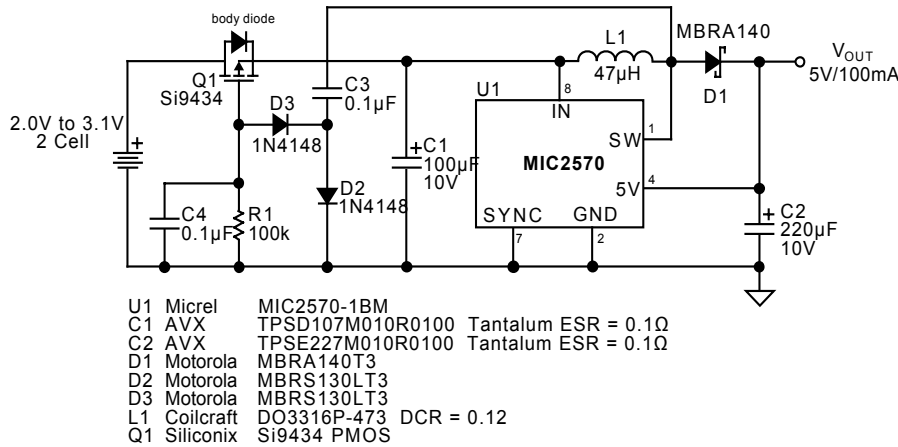 body diode
MBRA140
Q1
Si9434
L1
47µH
VOUT
5V/100mA
D1
C3
0.1µF
D3
1N4148
U1
8
IN
SW
1
2.0V to 3.1V
2 Cell
+
+
C1
100µF
10V
MIC2570
5V
4
D2
1N4148
C4
0.1µF
R1
100k
SYNC
GND
7
2
+
C2
220µF
10V
U1 Micrel MIC2570-1BM
C1 AVX TPSD107M010R0100 Tantalum ESR = 0.1Ω
C2 AVX TPSE227M010R0100 Tantalum ESR = 0.1Ω
D1 Motorola MBRA140T3
D2 Motorola MBRS130LT3
D3 Motorola MBRS130LT3
L1 Coilcraft DO3316P-473 DCR = 0.12
Q1 Siliconix Si9434 PMOS